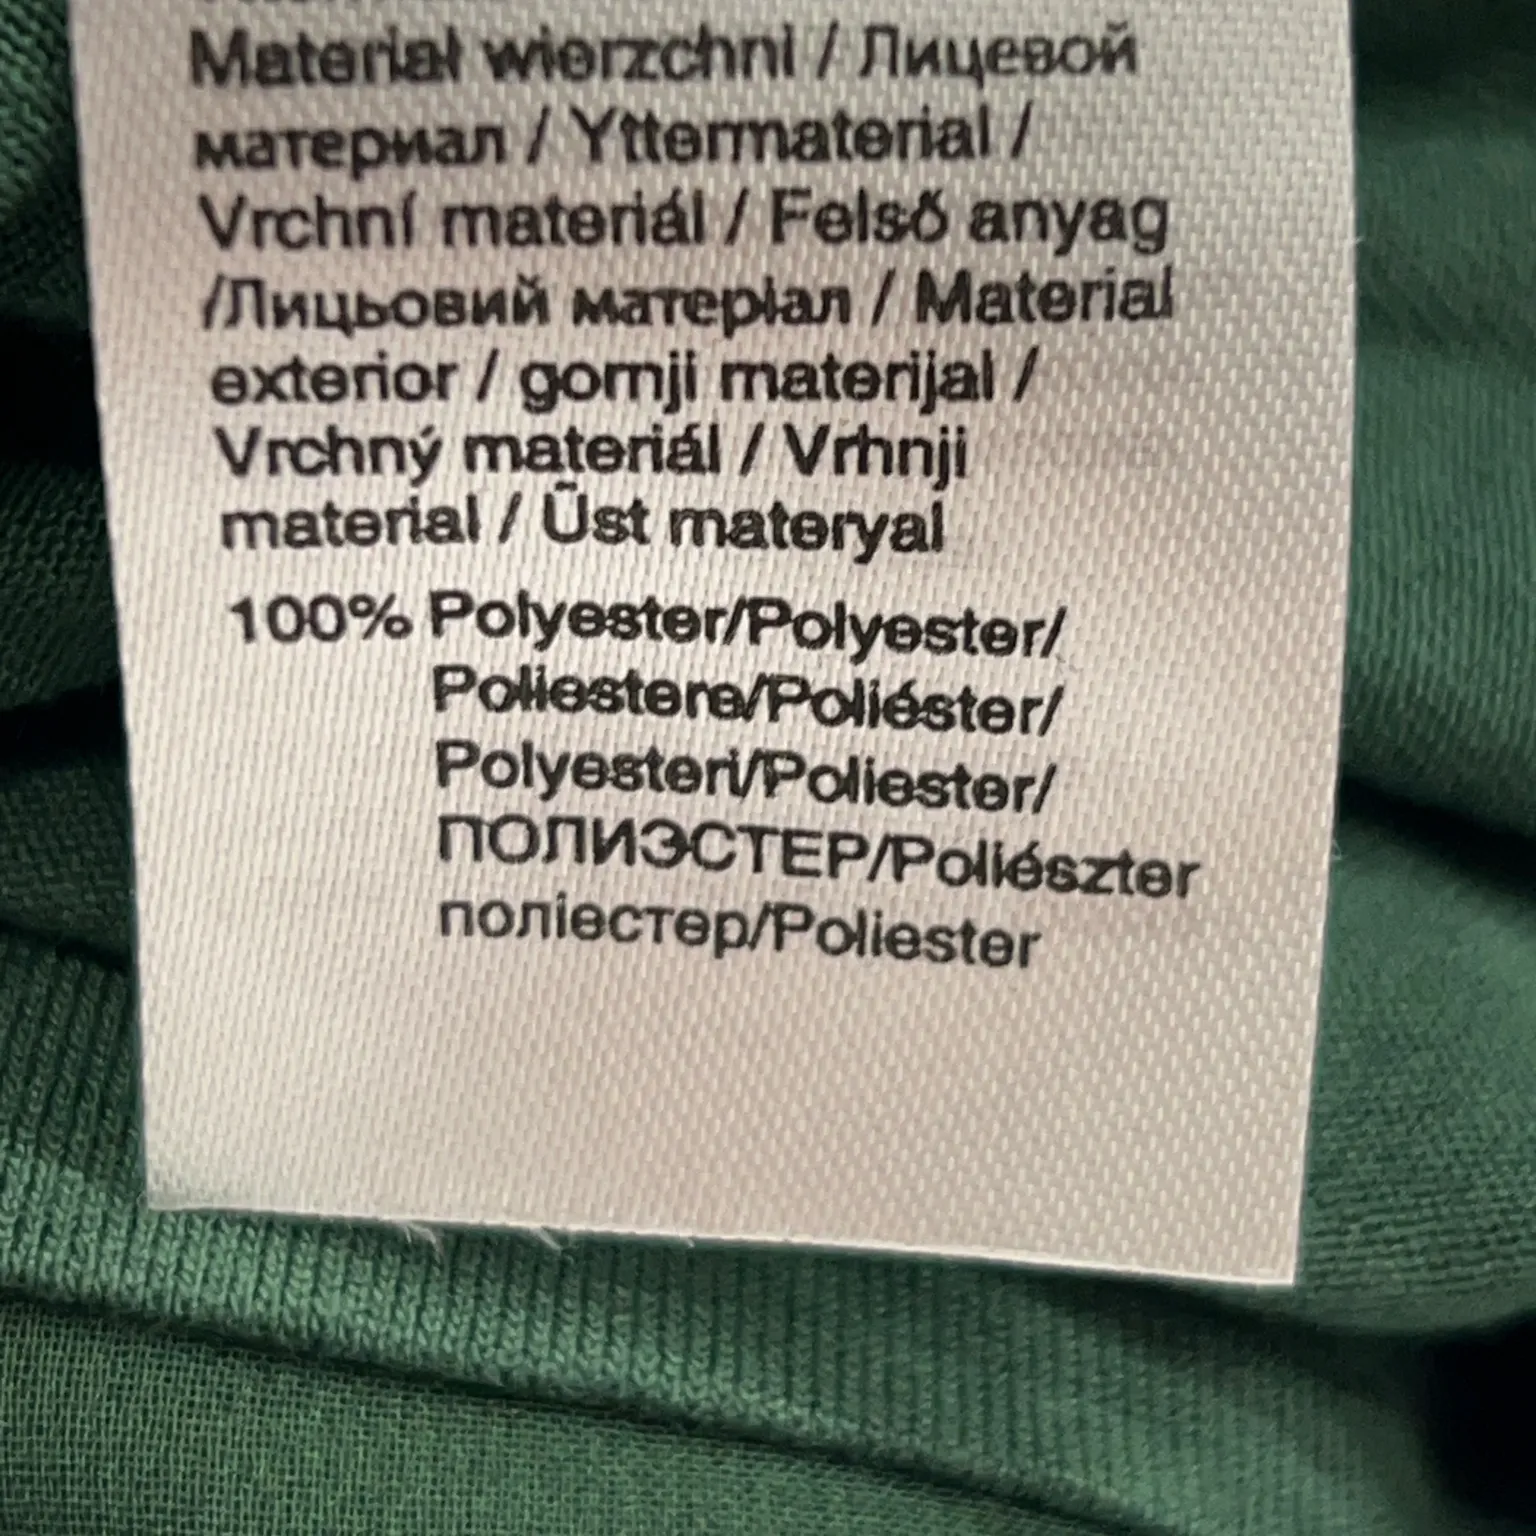 Materiał wierzchni / Лицевой
материал / Yttermaterial /
Vrchní materiál / Felső anyag
/Лицьовий матеріал / Material
exterior / gornji materijal /
Vrchný materiál / Vrhnji
material / Üst materyal
100% Polyester/Polyester/
Poliestere/Poliéster/
Polyesteri/Poliester/
ПОЛИЭСТЕР/Poliészter
поліестер/Poliester